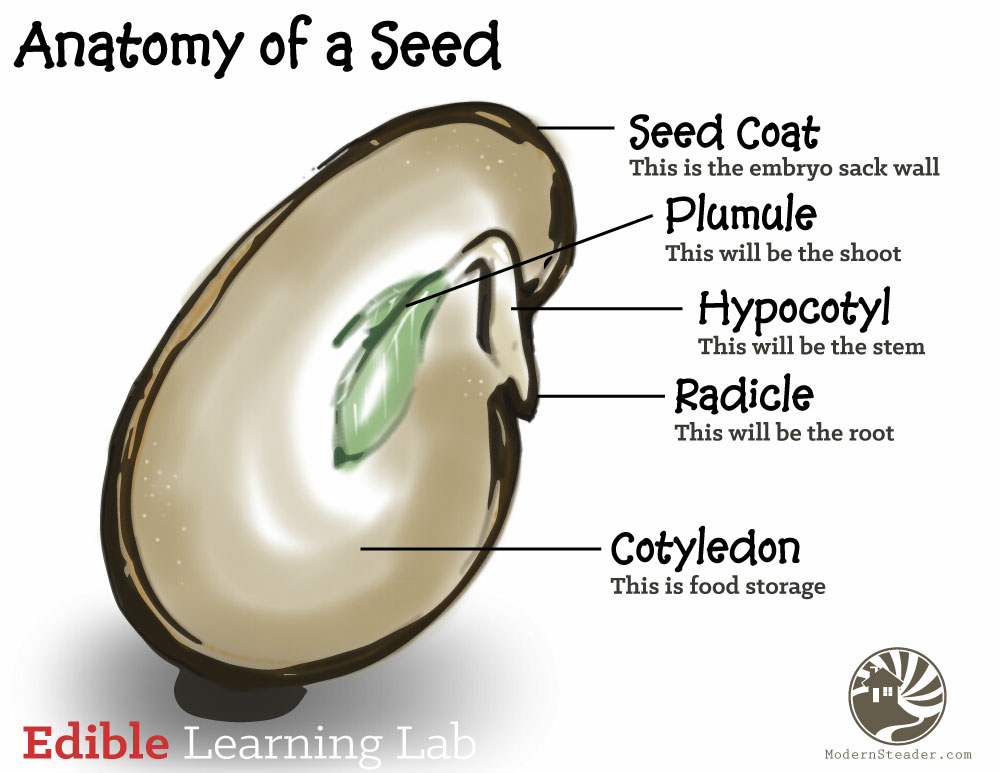 Anatomy of a Seed
Seed Coat
This is the embryo sack wall
Plumule
This will be the shoot
Hypocotyl
This will be the stem
Radicle
This will be the root
Cotyledon
This is food storage
Edible Learning Lab
ModernSteader.com